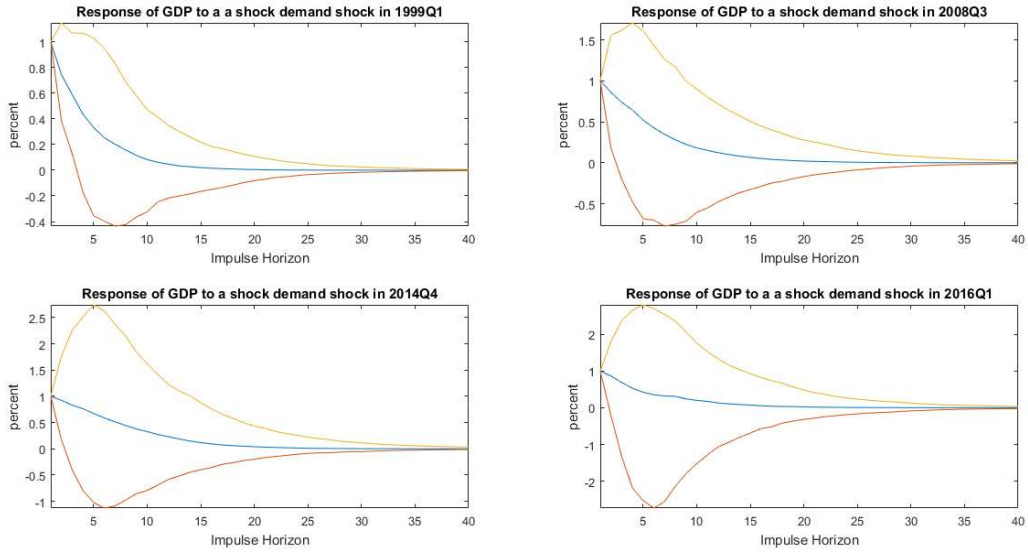 Response of GDP to a a shock demand shock in 1999Q1
percent
1
0.8
0.6
0.4
0.2
0
-0.2
-0.4
5 10 15 20 25 30 35 40
Impulse Horizon
Response of GDP to a a shock demand shock in 2008Q3
percent
1.5
1
0.5
0
-0.5
5 10 15 20 25 30 35 40
Impulse Horizon
Response of GDP to a shock demand shock in 2014Q4
percent
2.5
2
1.5
1
0.5
0
-0.5
-1
5 10 15 20 25 30 35 40
Impulse Horizon
Response of GDP to a a shock demand shock in 2016Q1
percent
2
1
0
-1
-2
5 10 15 20 25 30 35 40
Impulse Horizon